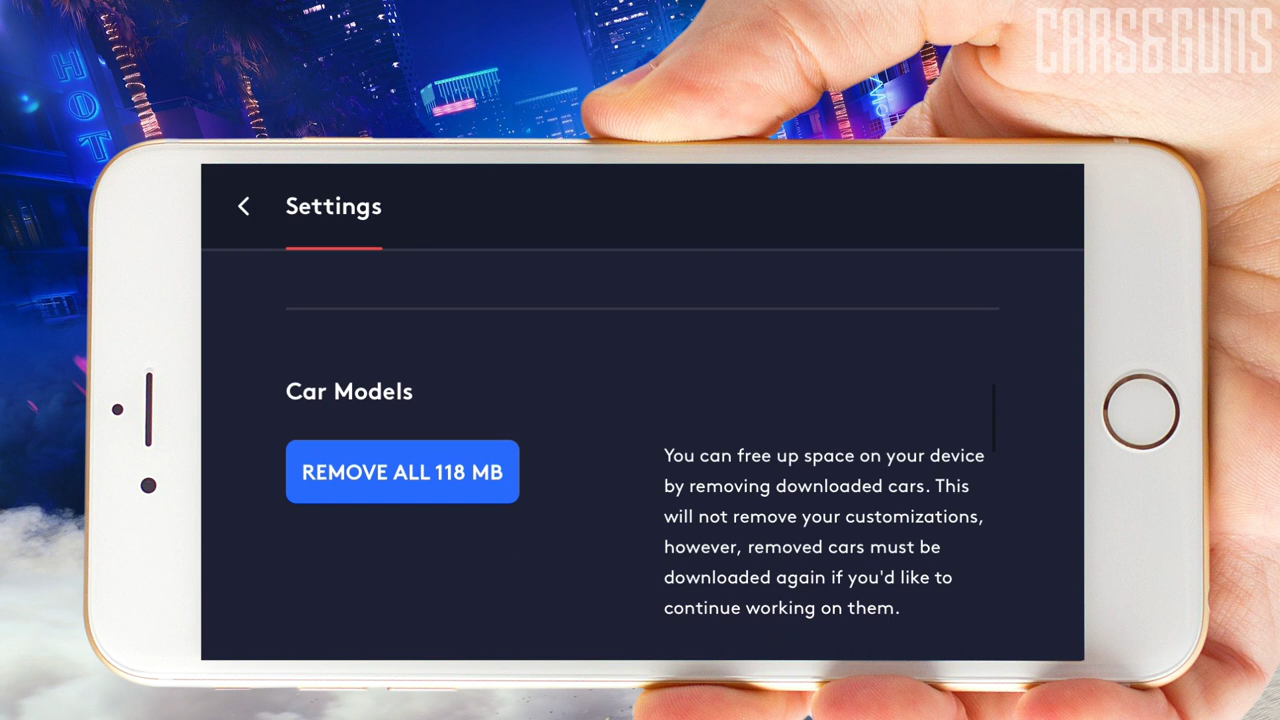 CARS&GUNS
HOT
Settings
Car Models
REMOVE ALL 118 MB
You can free up space on your device
by removing downloaded cars. This
will not remove your customizations,
however, removed cars must be
downloaded again if you'd like to
continue working on them.